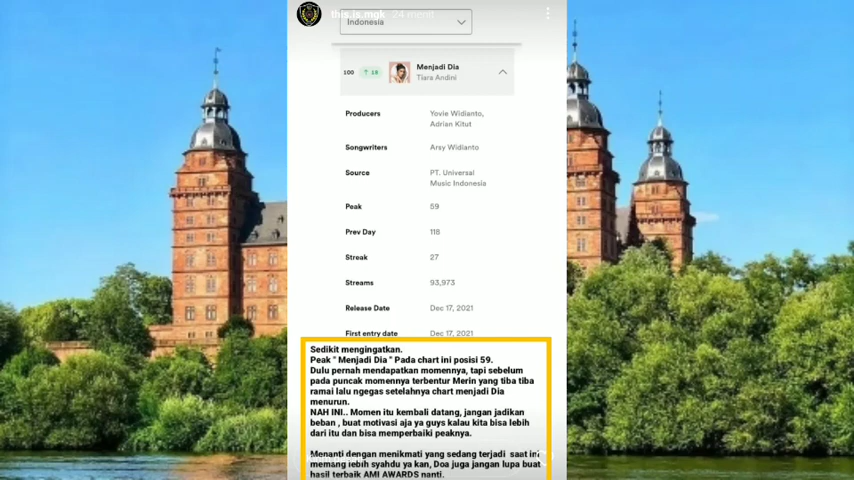 this.is.mgk 24 menit
Indonesia
100 ↑ 18 Menjadi Dia
Tiara Andini
Producers Yovie Widianto,
Adrian Kitut
Songwriters Arsy Widianto
Source PT. Universal
Music Indonesia
Peak 59
Prev Day 118
Streak 27
Streams 93,973
Release Date Dec 17, 2021
First entry date Dec 17, 2021
Sedikit mengingatkan.
Peak " Menjadi Dia " Pada chart ini posisi 59.
Dulu pernah mendapatkan momennya, tapi sebelum
pada puncak momennya terbentur Merin yang tiba tiba
ramai lalu ngegas setelahnya chart menjadi Dia
menurun.
NAH INI.. Momen itu kembali datang, jangan jadikan
beban , buat motivasi aja ya guys kalau kita bisa lebih
dari itu dan bisa memperbaiki peaknya.
Menanti dengan menikmati yang sedang terjadi saat ini
memang lebih syahdu ya kan, Doa juga jangan lupa buat
hasil terbaik AMI AWARDS nanti.